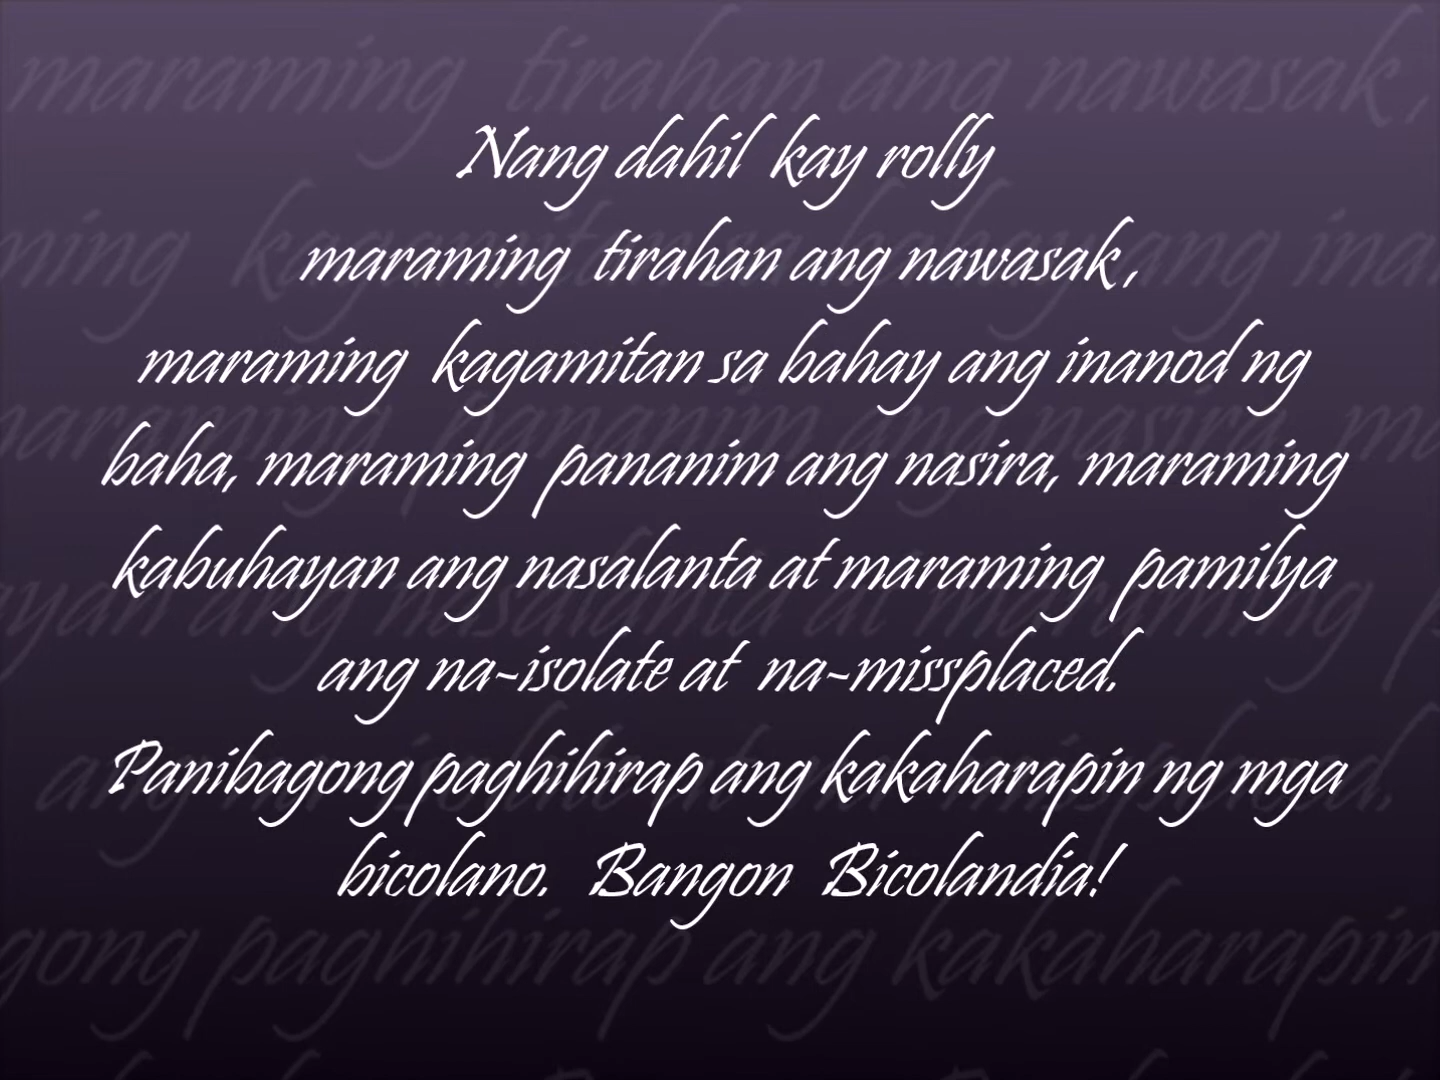 Nang dahil kay rolly
maraming tirahan ang nawasak,
maraming kagamitan sa bahay ang inanod ng
baha, maraming pananim ang nasira, maraming
kabuhayan ang nasalanta at maraming pamilya
ang na-isolate at na-missplaced.
Panibagong paghihirap ang kakaharapin ng mga
bicolano. Bangon Bicolandia!